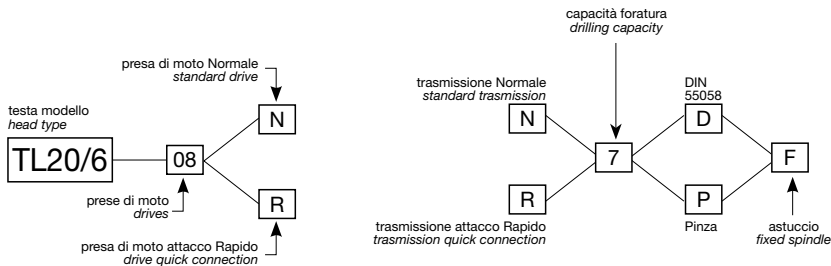 presa di moto Normale
standard drive
testa modello
head type
TL20/6
08
N
R
prese di moto
drives
presa di moto attacco Rapido
drive quick connection
capacità foratura
drilling capacity
trasmissione Normale
standard trasmission
DIN
55058
N
D
7
F
R
P
trasmissione attacco Rapido
trasmission quick connection
Pinza
astuccio
fixed spindle